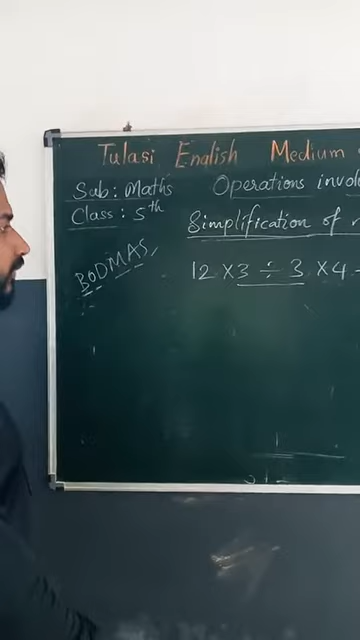 Tulasi English Medium
Sub: Maths Operations invol
Class: 5th
Simplification of
BODMAS,
12 × 3 ÷ 3 × 4